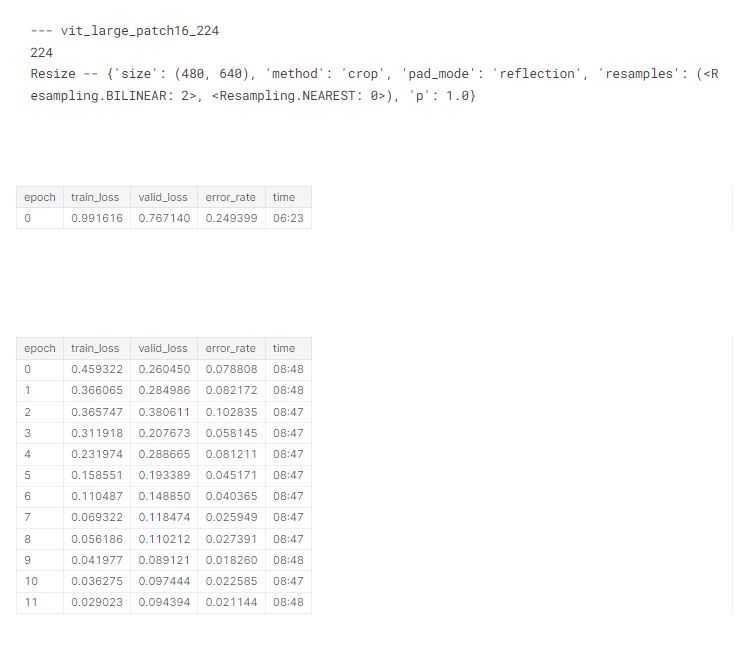 --- vit_large_patch16_224
224
Resize -- {'size': (480, 640), 'method': 'crop', 'pad_mode': 'reflection', 'resamples': (<R
esampling.BILINEAR: 2>, <Resampling.NEAREST: 0>), 'p': 1.0}
epoch train_loss valid_loss error_rate time
0 0.991616 0.767140 0.249399 06:23
epoch train_loss valid_loss error_rate time
0 0.459322 0.260450 0.078808 08:48
1 0.366065 0.284986 0.082172 08:48
2 0.365747 0.380611 0.102835 08:47
3 0.311918 0.207673 0.058145 08:47
4 0.231974 0.288665 0.081211 08:47
5 0.158551 0.193389 0.045171 08:47
6 0.110487 0.148850 0.040365 08:47
7 0.069322 0.118474 0.025949 08:47
8 0.056186 0.110212 0.027391 08:47
9 0.041977 0.089121 0.018260 08:48
10 0.036275 0.097444 0.022585 08:47
11 0.029023 0.094394 0.021144 08:48